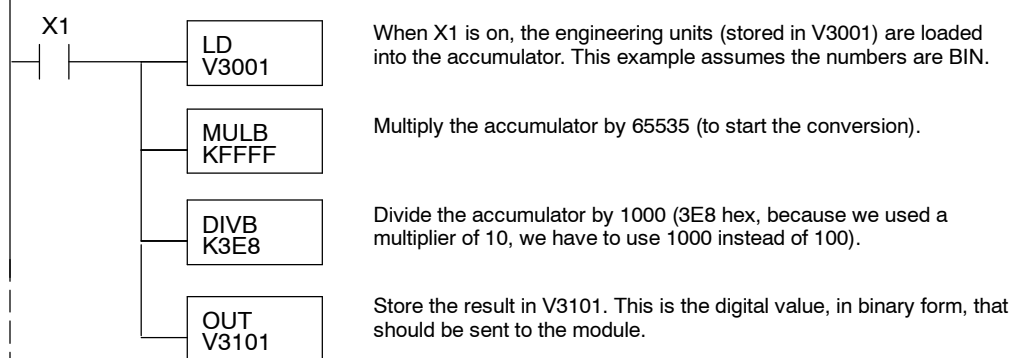 X1
LD
V3001
When X1 is on, the engineering units (stored in V3001) are loaded
into the accumulator. This example assumes the numbers are BIN.
MULB
KFFFF
Multiply the accumulator by 65535 (to start the conversion).
DIVB
K3E8
Divide the accumulator by 1000 (3E8 hex, because we used a
multiplier of 10, we have to use 1000 instead of 100).
OUT
V3101
Store the result in V3101. This is the digital value, in binary form, that
should be sent to the module.